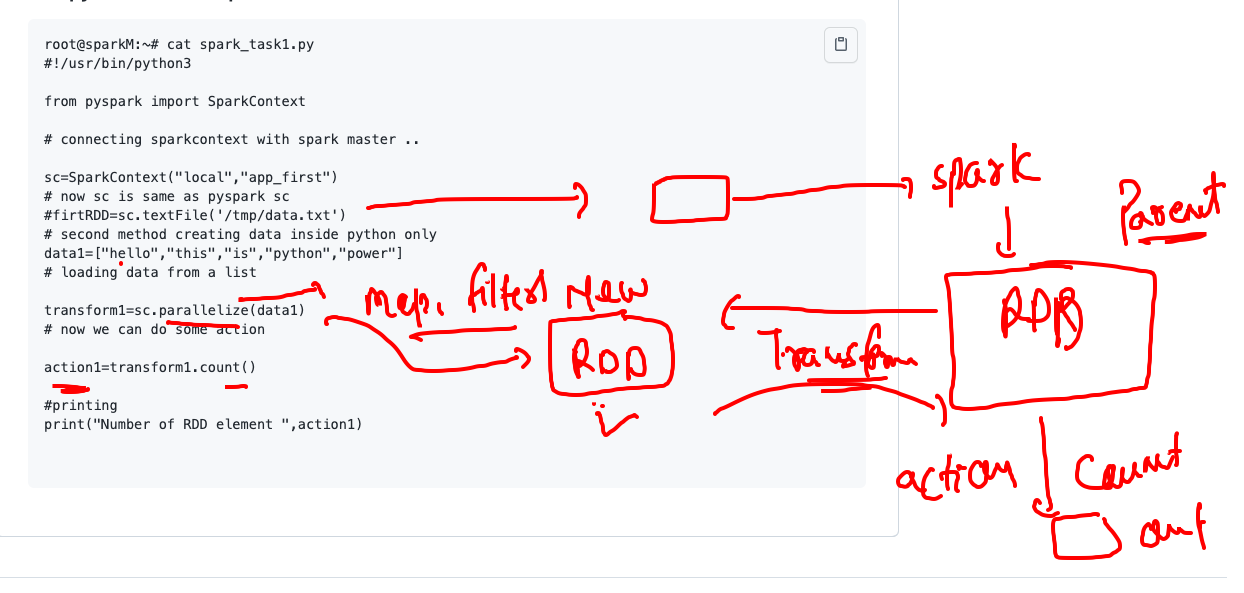 root@sparkM:~# cat spark_task1.py
#!/usr/bin/python3
from pyspark import SparkContext
# connecting sparkcontext with spark master ..
sc=SparkContext("local","app_first")
# now sc is same as pyspark sc
#firtRDD=sc.textFile('/tmp/data.txt')
# second method creating data inside python only
data1=["hello","this","is","python","power"]
# loading data from a list
transform1=sc.parallelize(data1)
# now we can do some action
action1=transform1.count()
#printing
print("Number of RDD element ",action1)
spark
Parent
Map, filter New
RDD
Transform
RDD
action
Count
out